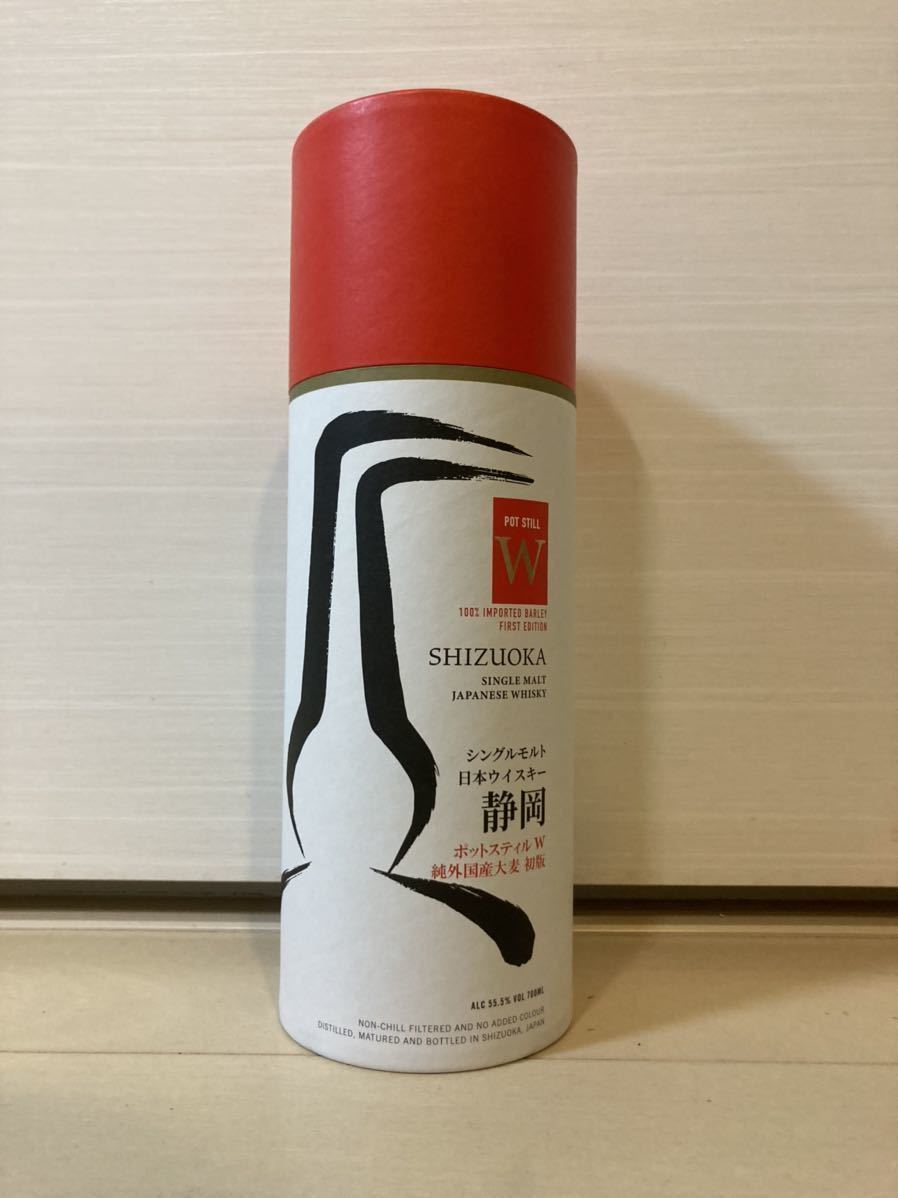 POT STILL
W
100% IMPORTED BARLEY
FIRST EDITION
SHIZUOKA
SINGLE MALT
JAPANESE WHISKY
シングルモルト
日本ウイスキー
静岡
ポットスティル W
純外国産大麦 初版
ALC 55.5% VOL 700ML
NON-CHILL FILTERED AND NO ADDED COLOUR
DISTILLED, MATURED AND BOTTLED IN SHIZUOKA, JAPAN